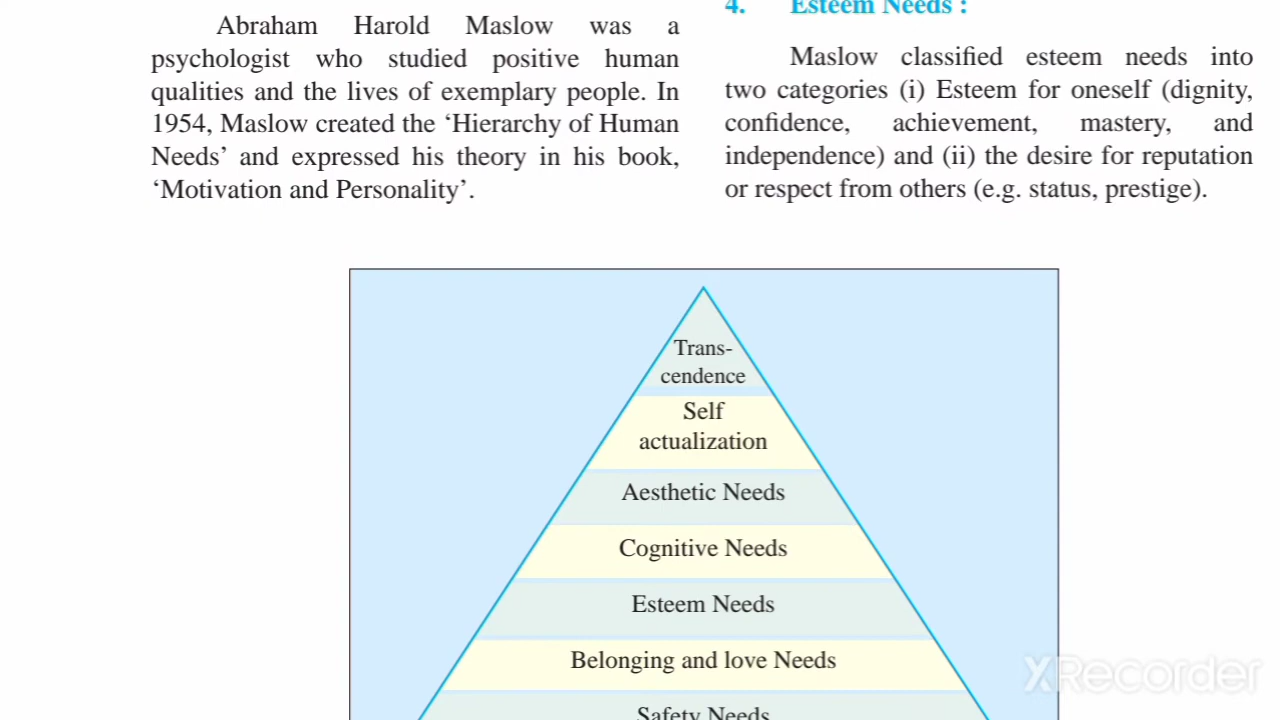 Abraham Harold Maslow was a
psychologist who studied positive human
qualities and the lives of exemplary people. In
1954, Maslow created the ‘Hierarchy of Human
Needs’ and expressed his theory in his book,
‘Motivation and Personality’.
4. Esteem Needs :
Maslow classified esteem needs into
two categories (i) Esteem for oneself (dignity,
confidence, achievement, mastery, and
independence) and (ii) the desire for reputation
or respect from others (e.g. status, prestige).
Trans-
cendence
Self
actualization
Aesthetic Needs
Cognitive Needs
Esteem Needs
Belonging and love Needs
Safety Needs
XRecorder